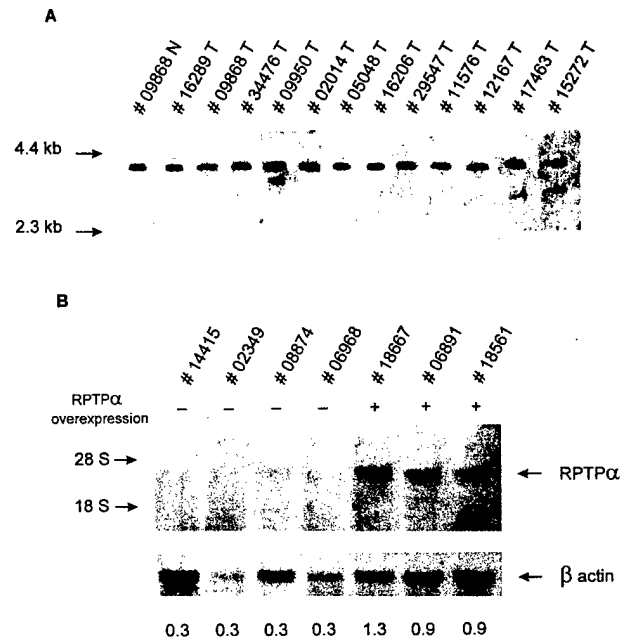 A
# 09868 N
# 16289 T
# 09868 T
# 34476 T
# 09950 T
# 02014 T
# 05048 T
# 16206 T
# 29547 T
# 11576 T
# 12167 T
# 17463 T
# 15272 T
4.4 kb
2.3 kb
B
# 14415
# 02349
# 08874
# 06968
# 18667
# 06891
# 18561
RPTPα
overexpression
– – – – + + +
28 S
18 S
RPTPα
β actin
0.3 0.3 0.3 0.3 1.3 0.9 0.9